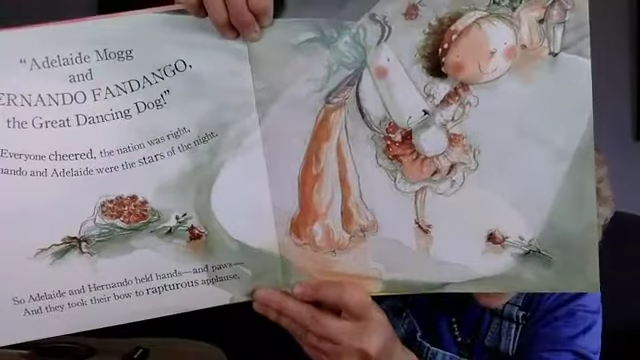 "Adelaide Mogg
and
ERNANDO FANDANGO,
the Great Dancing Dog!"
Everyone cheered, the nation was right,
nando and Adelaide were the stars of the night.
So Adelaide and Hernando held hands—and paws—
And they took their bow to rapturous applause.